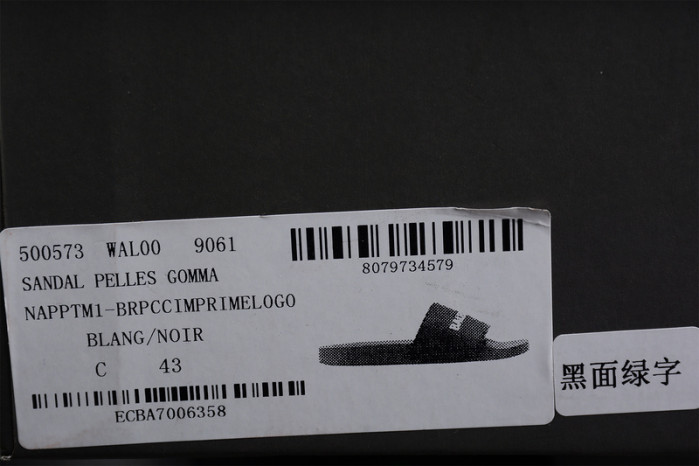 500573 WAL00 9061
SANDAL PELLES GOMMA
NAPPTM1-BRPCCIMPRIMELOGO
BLANG/NOIR
C 43
ECBA7006358
8079734579
黑面绿字